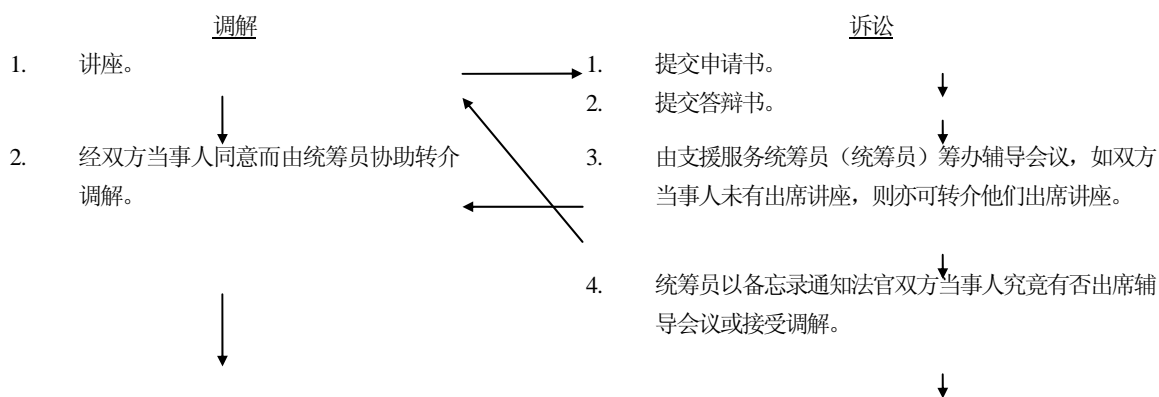 调解
1. 讲座。
2. 经双方当事人同意而由统筹员协助转介
调解。
诉讼
1. 提交申请书。
2. 提交答辩书。
3. 由支援服务统筹员（统筹员）筹办辅导会议，如双方
当事人未有出席讲座，则亦可转介他们出席讲座。
4. 统筹员以备忘录通知法官双方当事人究竟有否出席辅
导会议或接受调解。